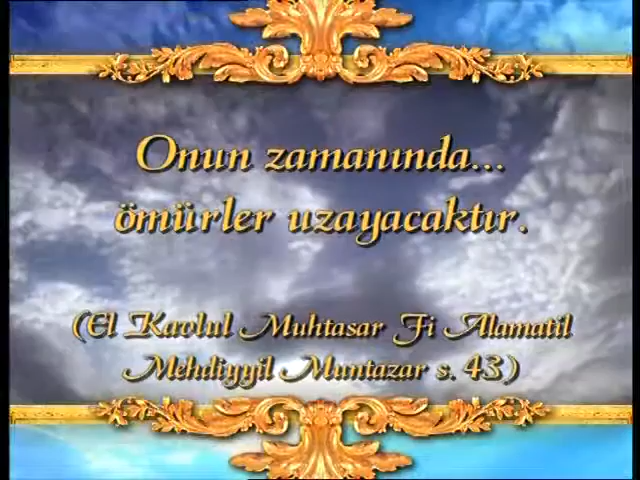 Onun zamanında...
ömürler uzayacaktır.
(El Kavlul Muhtasar Fi Alamatil
Mehdiyyil Muntazar s. 43)